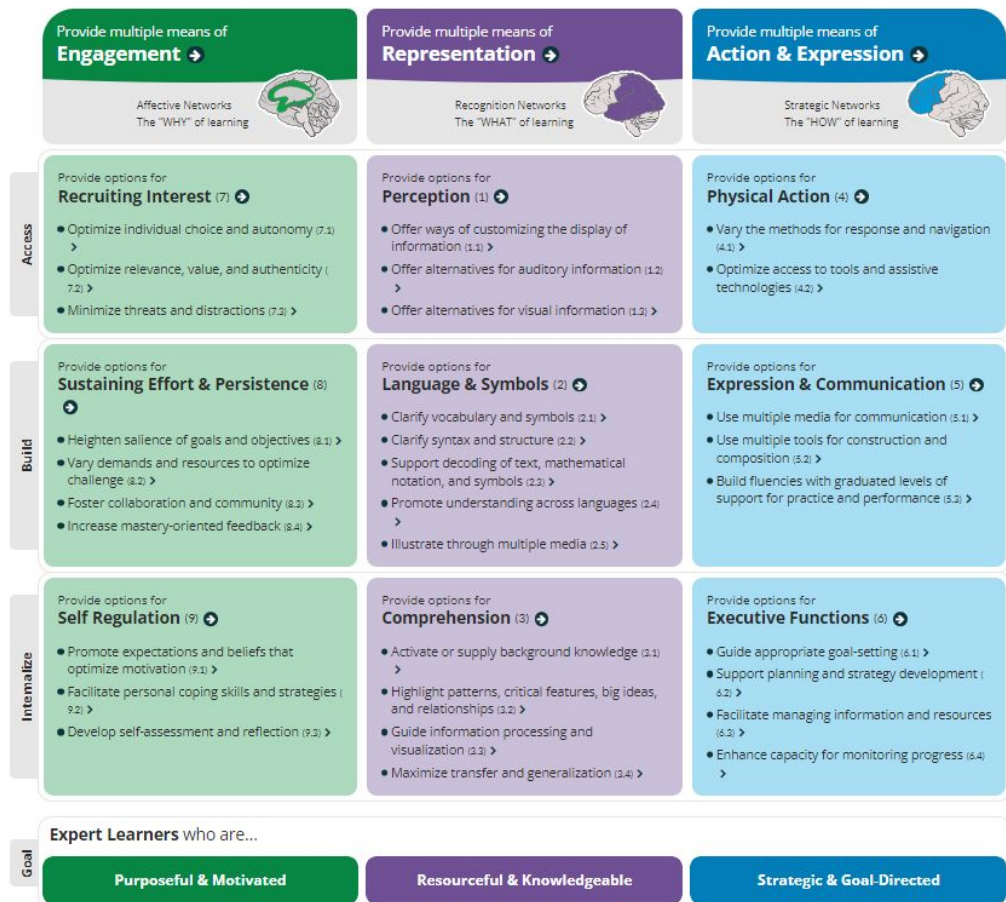 Provide multiple means of
Engagement
Affective Networks
The "WHY" of learning
Provide multiple means of
Representation
Recognition Networks
The "WHAT" of learning
Provide multiple means of
Action & Expression
Strategic Networks
The "HOW" of learning
Access
Provide options for
Recruiting Interest (7)
• Optimize individual choice and autonomy (7.1)
• Optimize relevance, value, and authenticity (
7.2)
• Minimize threats and distractions (7.3)
Provide options for
Perception (1)
• Offer ways of customizing the display of
information (1.1)
• Offer alternatives for auditory information (1.2)
• Offer alternatives for visual information (1.3)
Provide options for
Physical Action (4)
• Vary the methods for response and navigation
(4.1)
• Optimize access to tools and assistive
technologies (4.2)
Build
Provide options for
Sustaining Effort & Persistence (8)
• Heighten salience of goals and objectives (8.1)
• Vary demands and resources to optimize
challenge (8.2)
• Foster collaboration and community (8.3)
• Increase mastery-oriented feedback (8.4)
Provide options for
Language & Symbols (2)
• Clarify vocabulary and symbols (2.1)
• Clarify syntax and structure (2.2)
• Support decoding of text, mathematical
notation, and symbols (2.3)
• Promote understanding across languages (2.4)
• Illustrate through multiple media (2.5)
Provide options for
Expression & Communication (5)
• Use multiple media for communication (5.1)
• Use multiple tools for construction and
composition (5.2)
• Build fluencies with graduated levels of
support for practice and performance (5.3)
Internalize
Provide options for
Self Regulation (9)
• Promote expectations and beliefs that
optimize motivation (9.1)
• Facilitate personal coping skills and strategies (
9.2)
• Develop self-assessment and reflection (9.3)
Provide options for
Comprehension (3)
• Activate or supply background knowledge (3.1)
• Highlight patterns, critical features, big ideas,
and relationships (3.2)
• Guide information processing and
visualization (3.3)
• Maximize transfer and generalization (3.4)
Provide options for
Executive Functions (6)
• Guide appropriate goal-setting (6.1)
• Support planning and strategy development (
6.2)
• Facilitate managing information and resources
(6.3)
• Enhance capacity for monitoring progress (6.4)
Goal
Expert Learners who are...
Purposeful & Motivated
Resourceful & Knowledgeable
Strategic & Goal-Directed